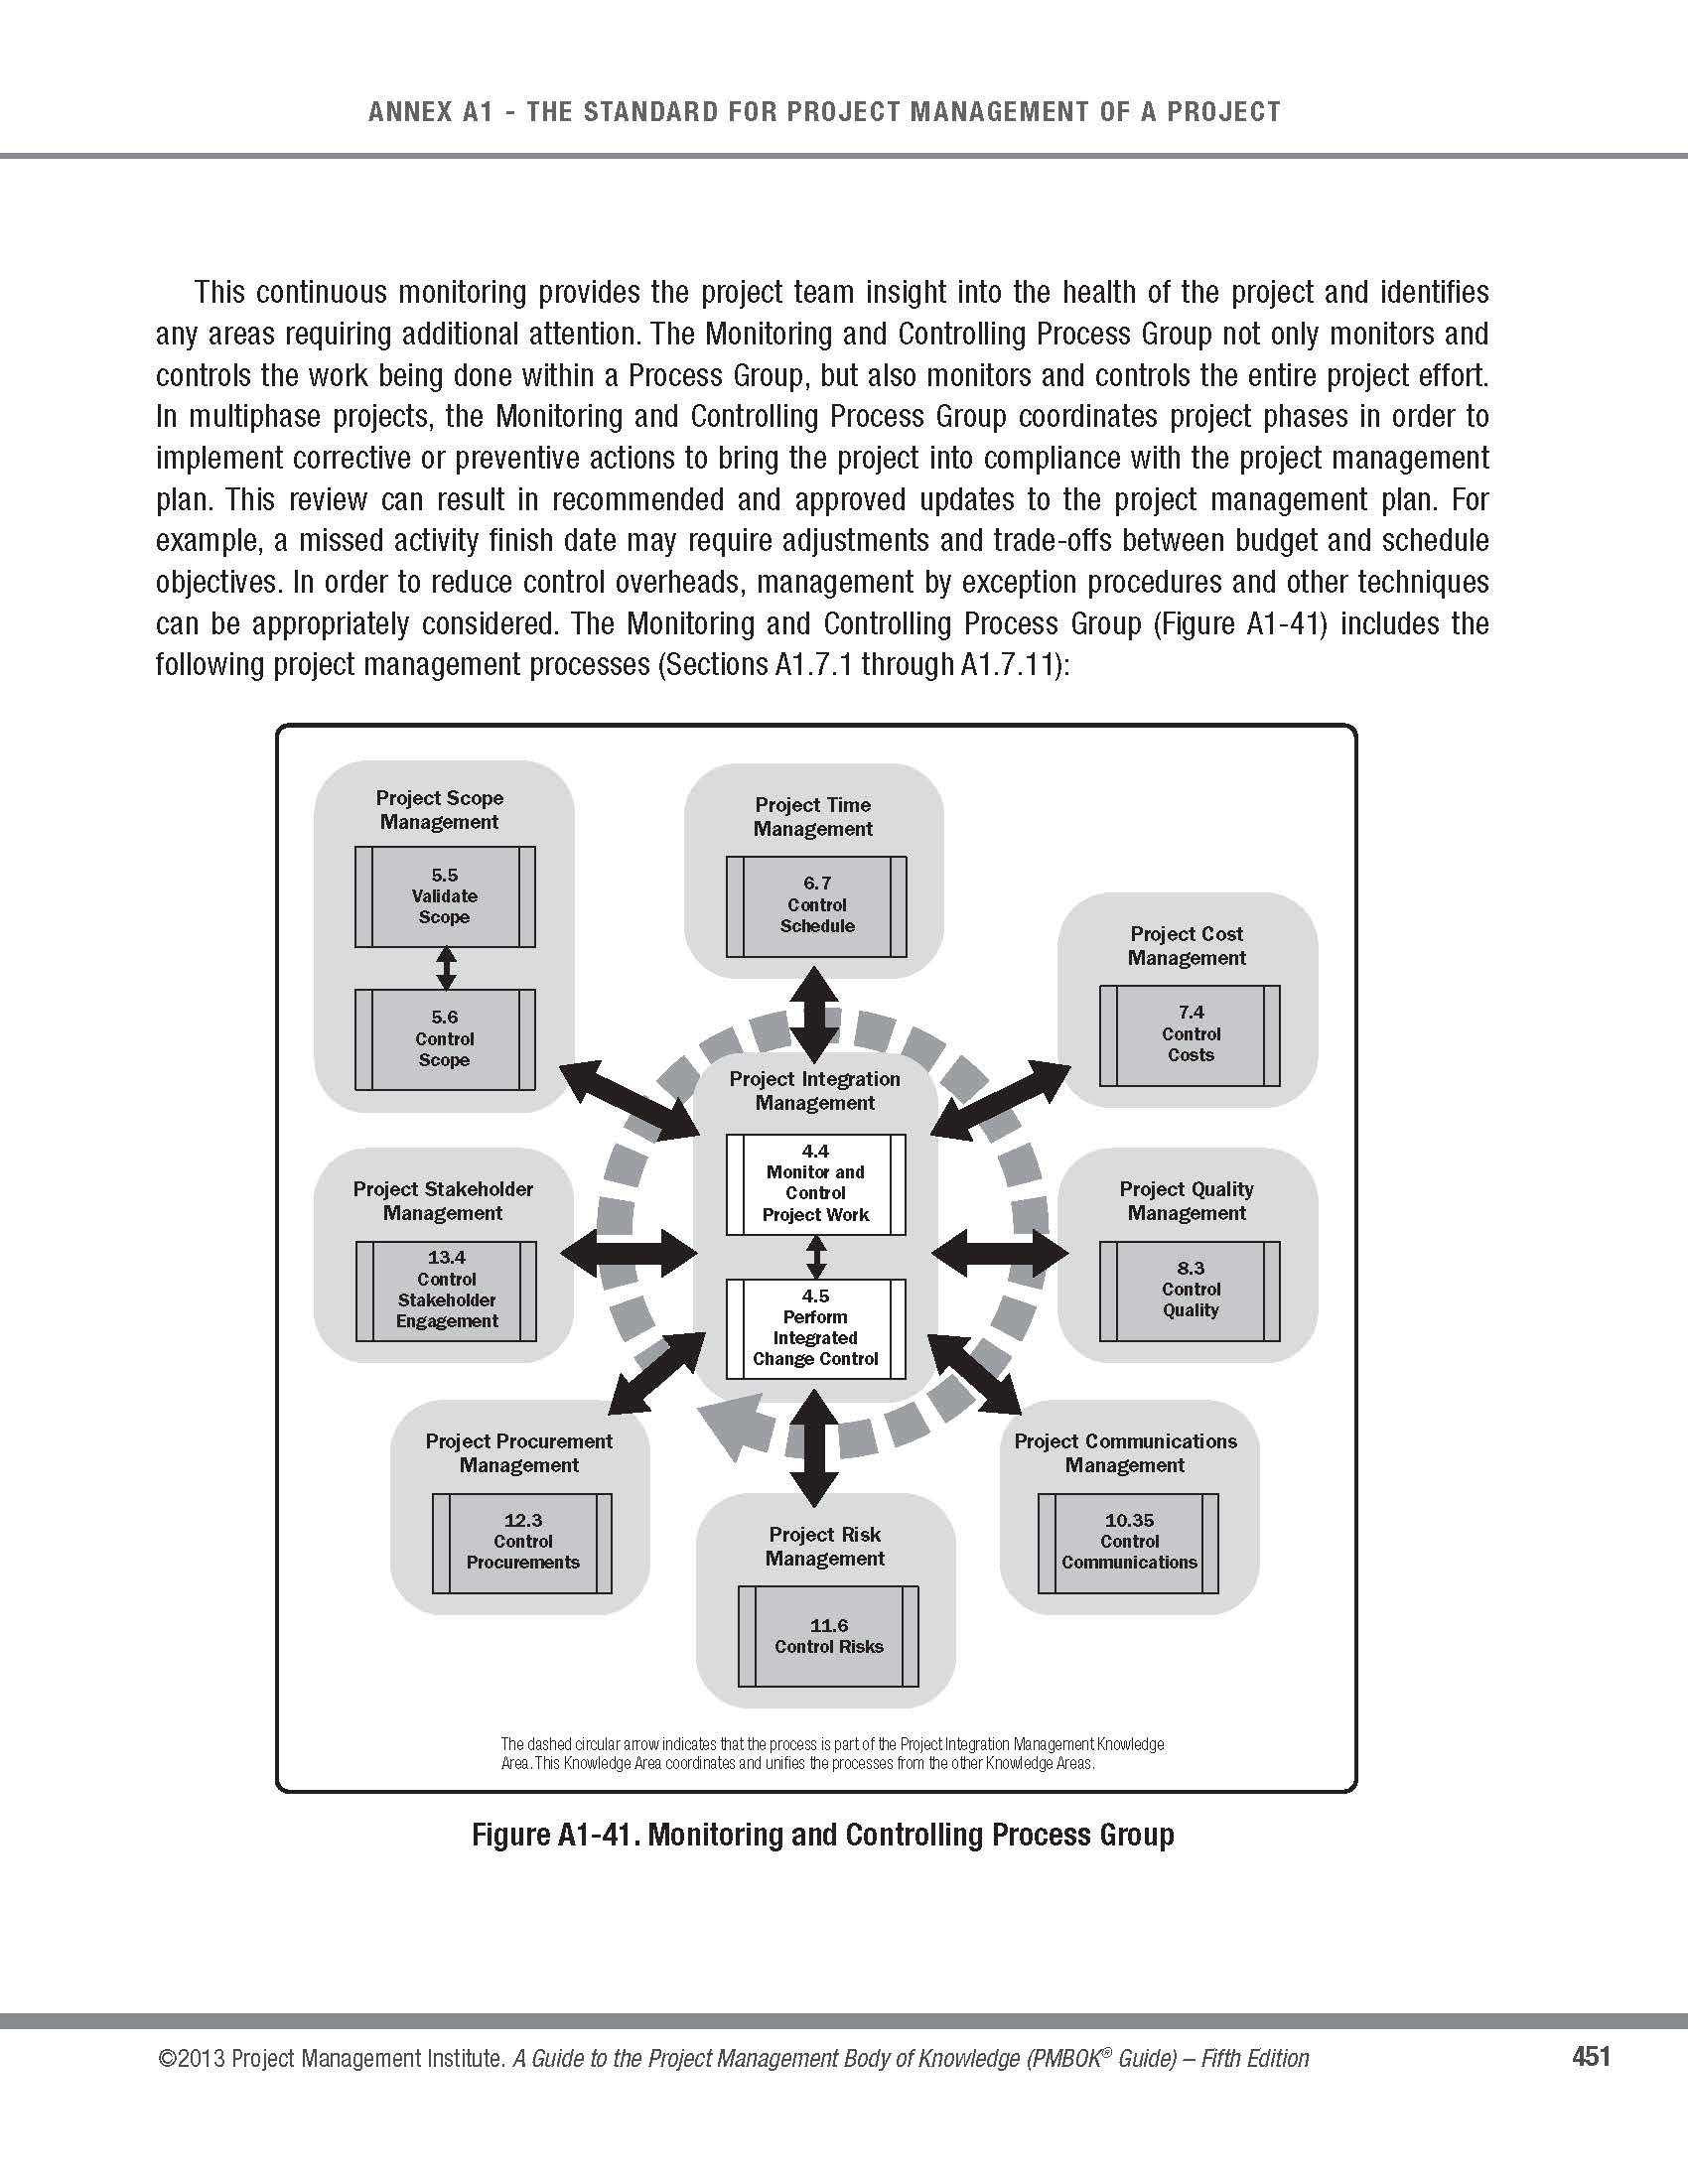 ANNEX A1 - THE STANDARD FOR PROJECT MANAGEMENT OF A PROJECT
This continuous monitoring provides the project team insight into the health of the project and identifies
any areas requiring additional attention. The Monitoring and Controlling Process Group not only monitors and
controls the work being done within a Process Group, but also monitors and controls the entire project effort.
In multiphase projects, the Monitoring and Controlling Process Group coordinates project phases in order to
implement corrective or preventive actions to bring the project into compliance with the project management
plan. This review can result in recommended and approved updates to the project management plan. For
example, a missed activity finish date may require adjustments and trade-offs between budget and schedule
objectives. In order to reduce control overheads, management by exception procedures and other techniques
can be appropriately considered. The Monitoring and Controlling Process Group (Figure A1-41) includes the
following project management processes (Sections A1.7.1 through A1.7.11):
Project Scope
Management
5.5
Validate
Scope
5.6
Control
Scope
Project Time
Management
6.7
Control
Schedule
Project Cost
Management
7.4
Control
Costs
Project Integration
Management
4.4
Monitor and
Control
Project Work
4.5
Perform
Integrated
Change Control
Project Stakeholder
Management
13.4
Control
Stakeholder
Engagement
Project Quality
Management
8.3
Control
Quality
Project Procurement
Management
12.3
Control
Procurements
Project Risk
Management
11.6
Control Risks
Project Communications
Management
10.35
Control
Communications
The dashed circular arrow indicates that the process is part of the Project Integration Management Knowledge
Area. This Knowledge Area coordinates and unifies the processes from the other Knowledge Areas.
Figure A1-41. Monitoring and Controlling Process Group
©2013 Project Management Institute. A Guide to the Project Management Body of Knowledge (PMBOK® Guide) – Fifth Edition
451